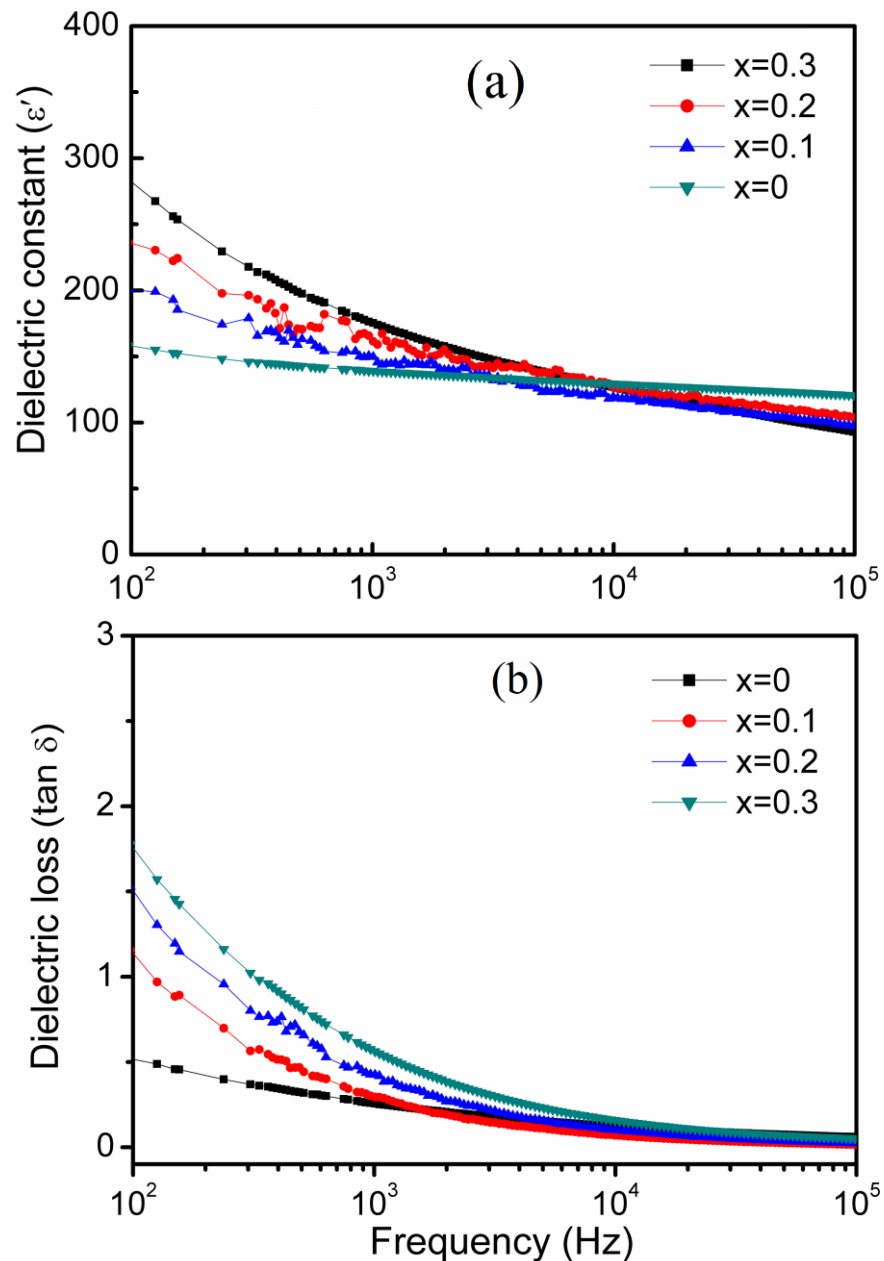 400
300
200
100
0
Dielectric constant (ε′)
(a)
x=0.3
x=0.2
x=0.1
x=0
10²
10³
10⁴
10⁵
3
2
1
0
Dielectric loss (tan δ)
(b)
x=0
x=0.1
x=0.2
x=0.3
10²
10³
10⁴
10⁵
Frequency (Hz)